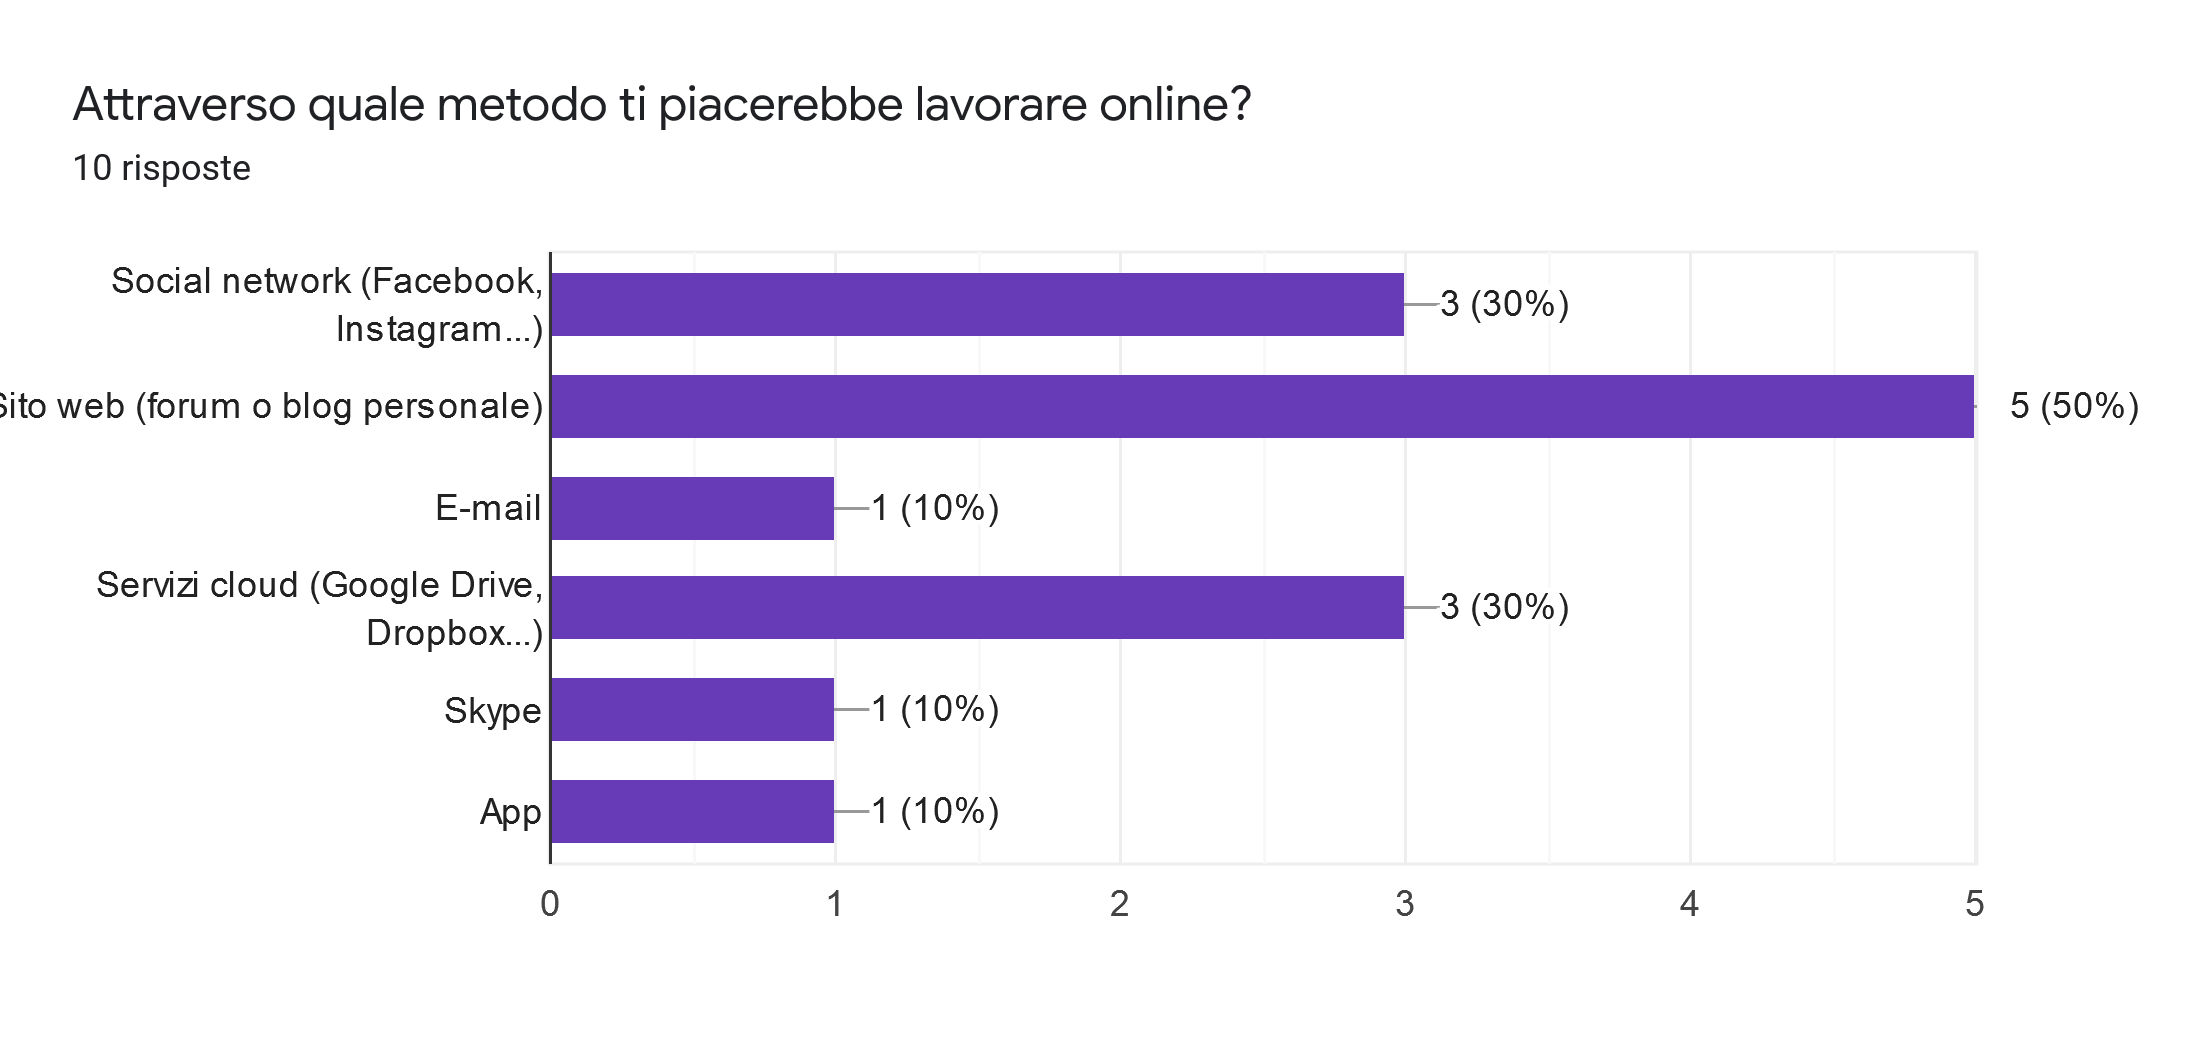 Attraverso quale metodo ti piacerebbe lavorare online?
10 risposte
Social network (Facebook,
Instagram...)
3 (30%)
Sito web (forum o blog personale)
5 (50%)
E-mail
1 (10%)
Servizi cloud (Google Drive,
Dropbox...)
3 (30%)
Skype
1 (10%)
App
1 (10%)
0 1 2 3 4 5